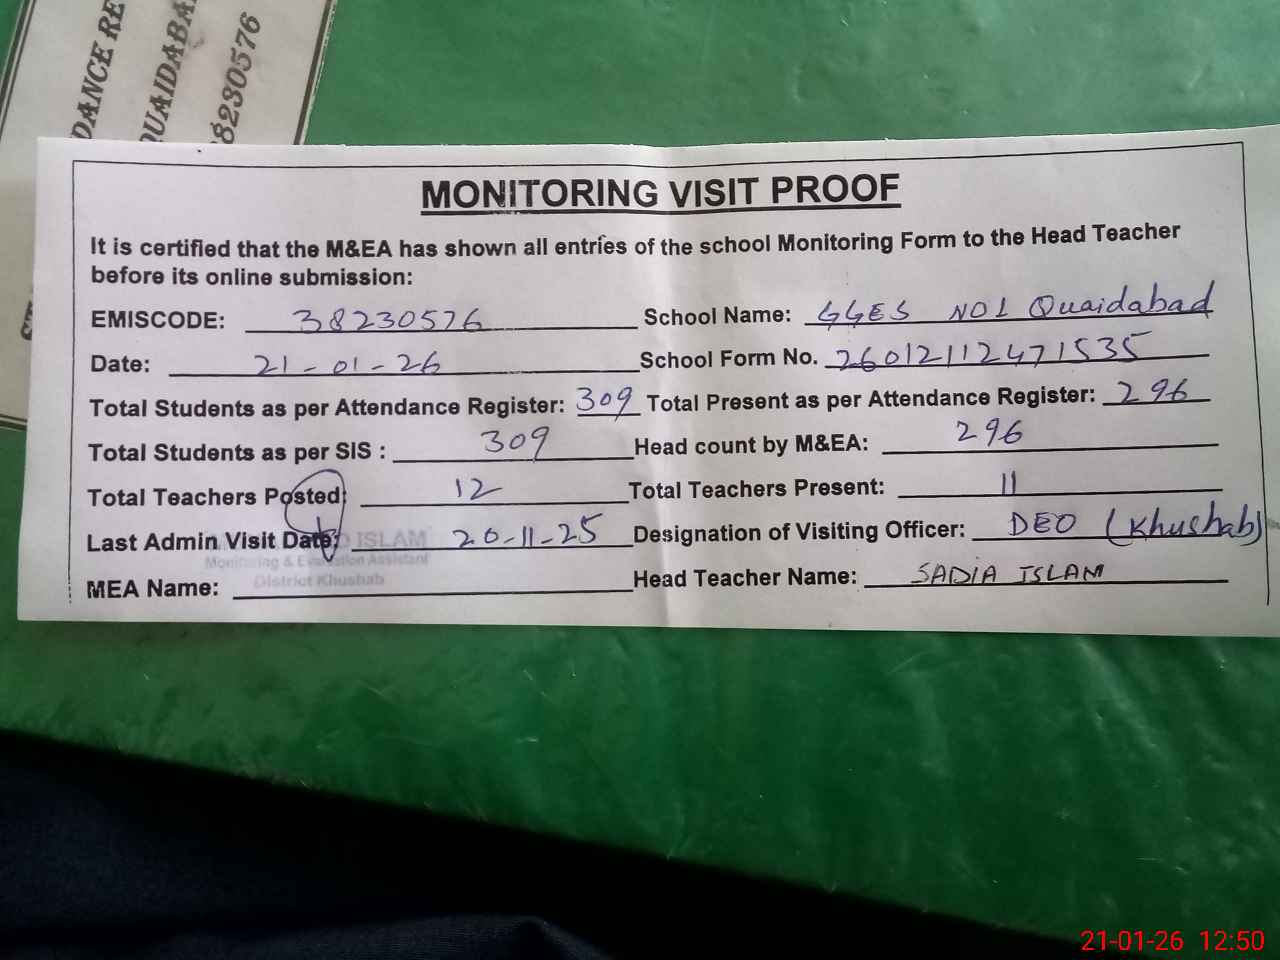 DANCE RE
QUAIDABA
8230576
MONITORING VISIT PROOF
It is certified that the M&EA has shown all entries of the school Monitoring Form to the Head Teacher
before its online submission:
EMISCODE: 38230576 School Name: GGES NO1 Quaidabad
Date: 21-01-26 School Form No. 26012112471535
Total Students as per Attendance Register: 309 Total Present as per Attendance Register: 296
Total Students as per SIS : 309 Head count by M&EA: 296
Total Teachers Posted: 12 Total Teachers Present: 11
Last Admin Visit Date: 20-11-25 Designation of Visiting Officer: DEO (Khushab)
ISLAM
Monitoring & Evaluation Assistant
District Khushab
MEA Name: Head Teacher Name: SADIA ISLAM
21-01-26 12:50